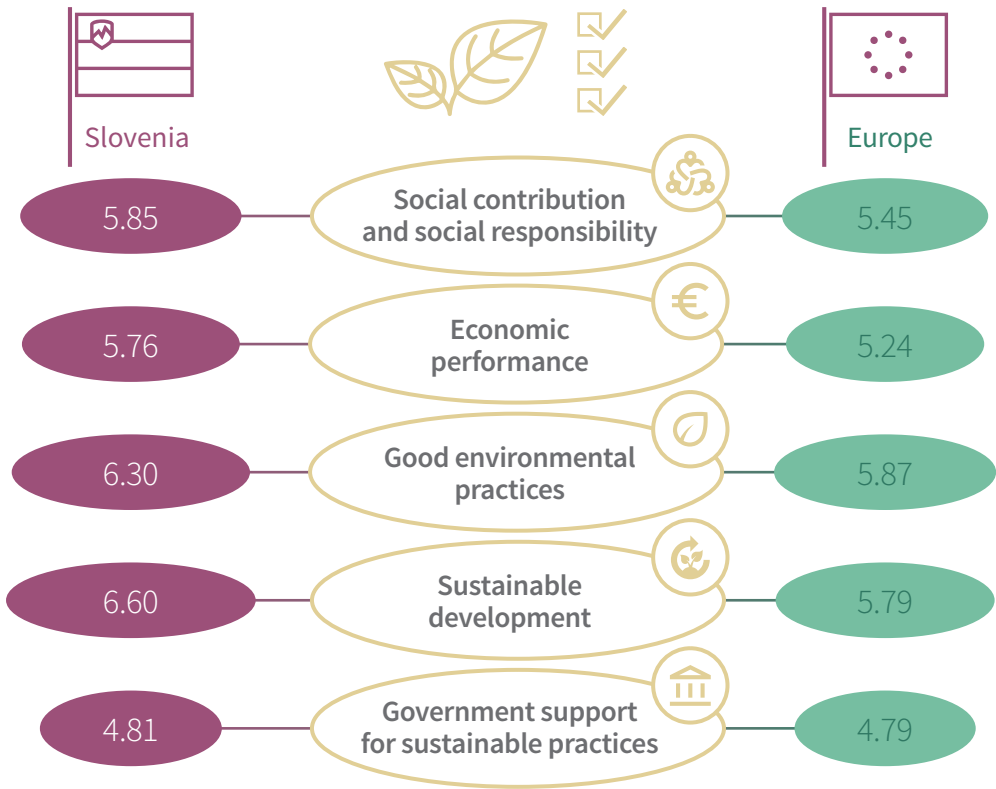 Slovenia
Europe
5.85
Social contribution
and social responsibility
5.45
5.76
Economic
performance
5.24
€
6.30
Good environmental
practices
5.87
6.60
Sustainable
development
5.79
4.81
Government support
for sustainable practices
4.79